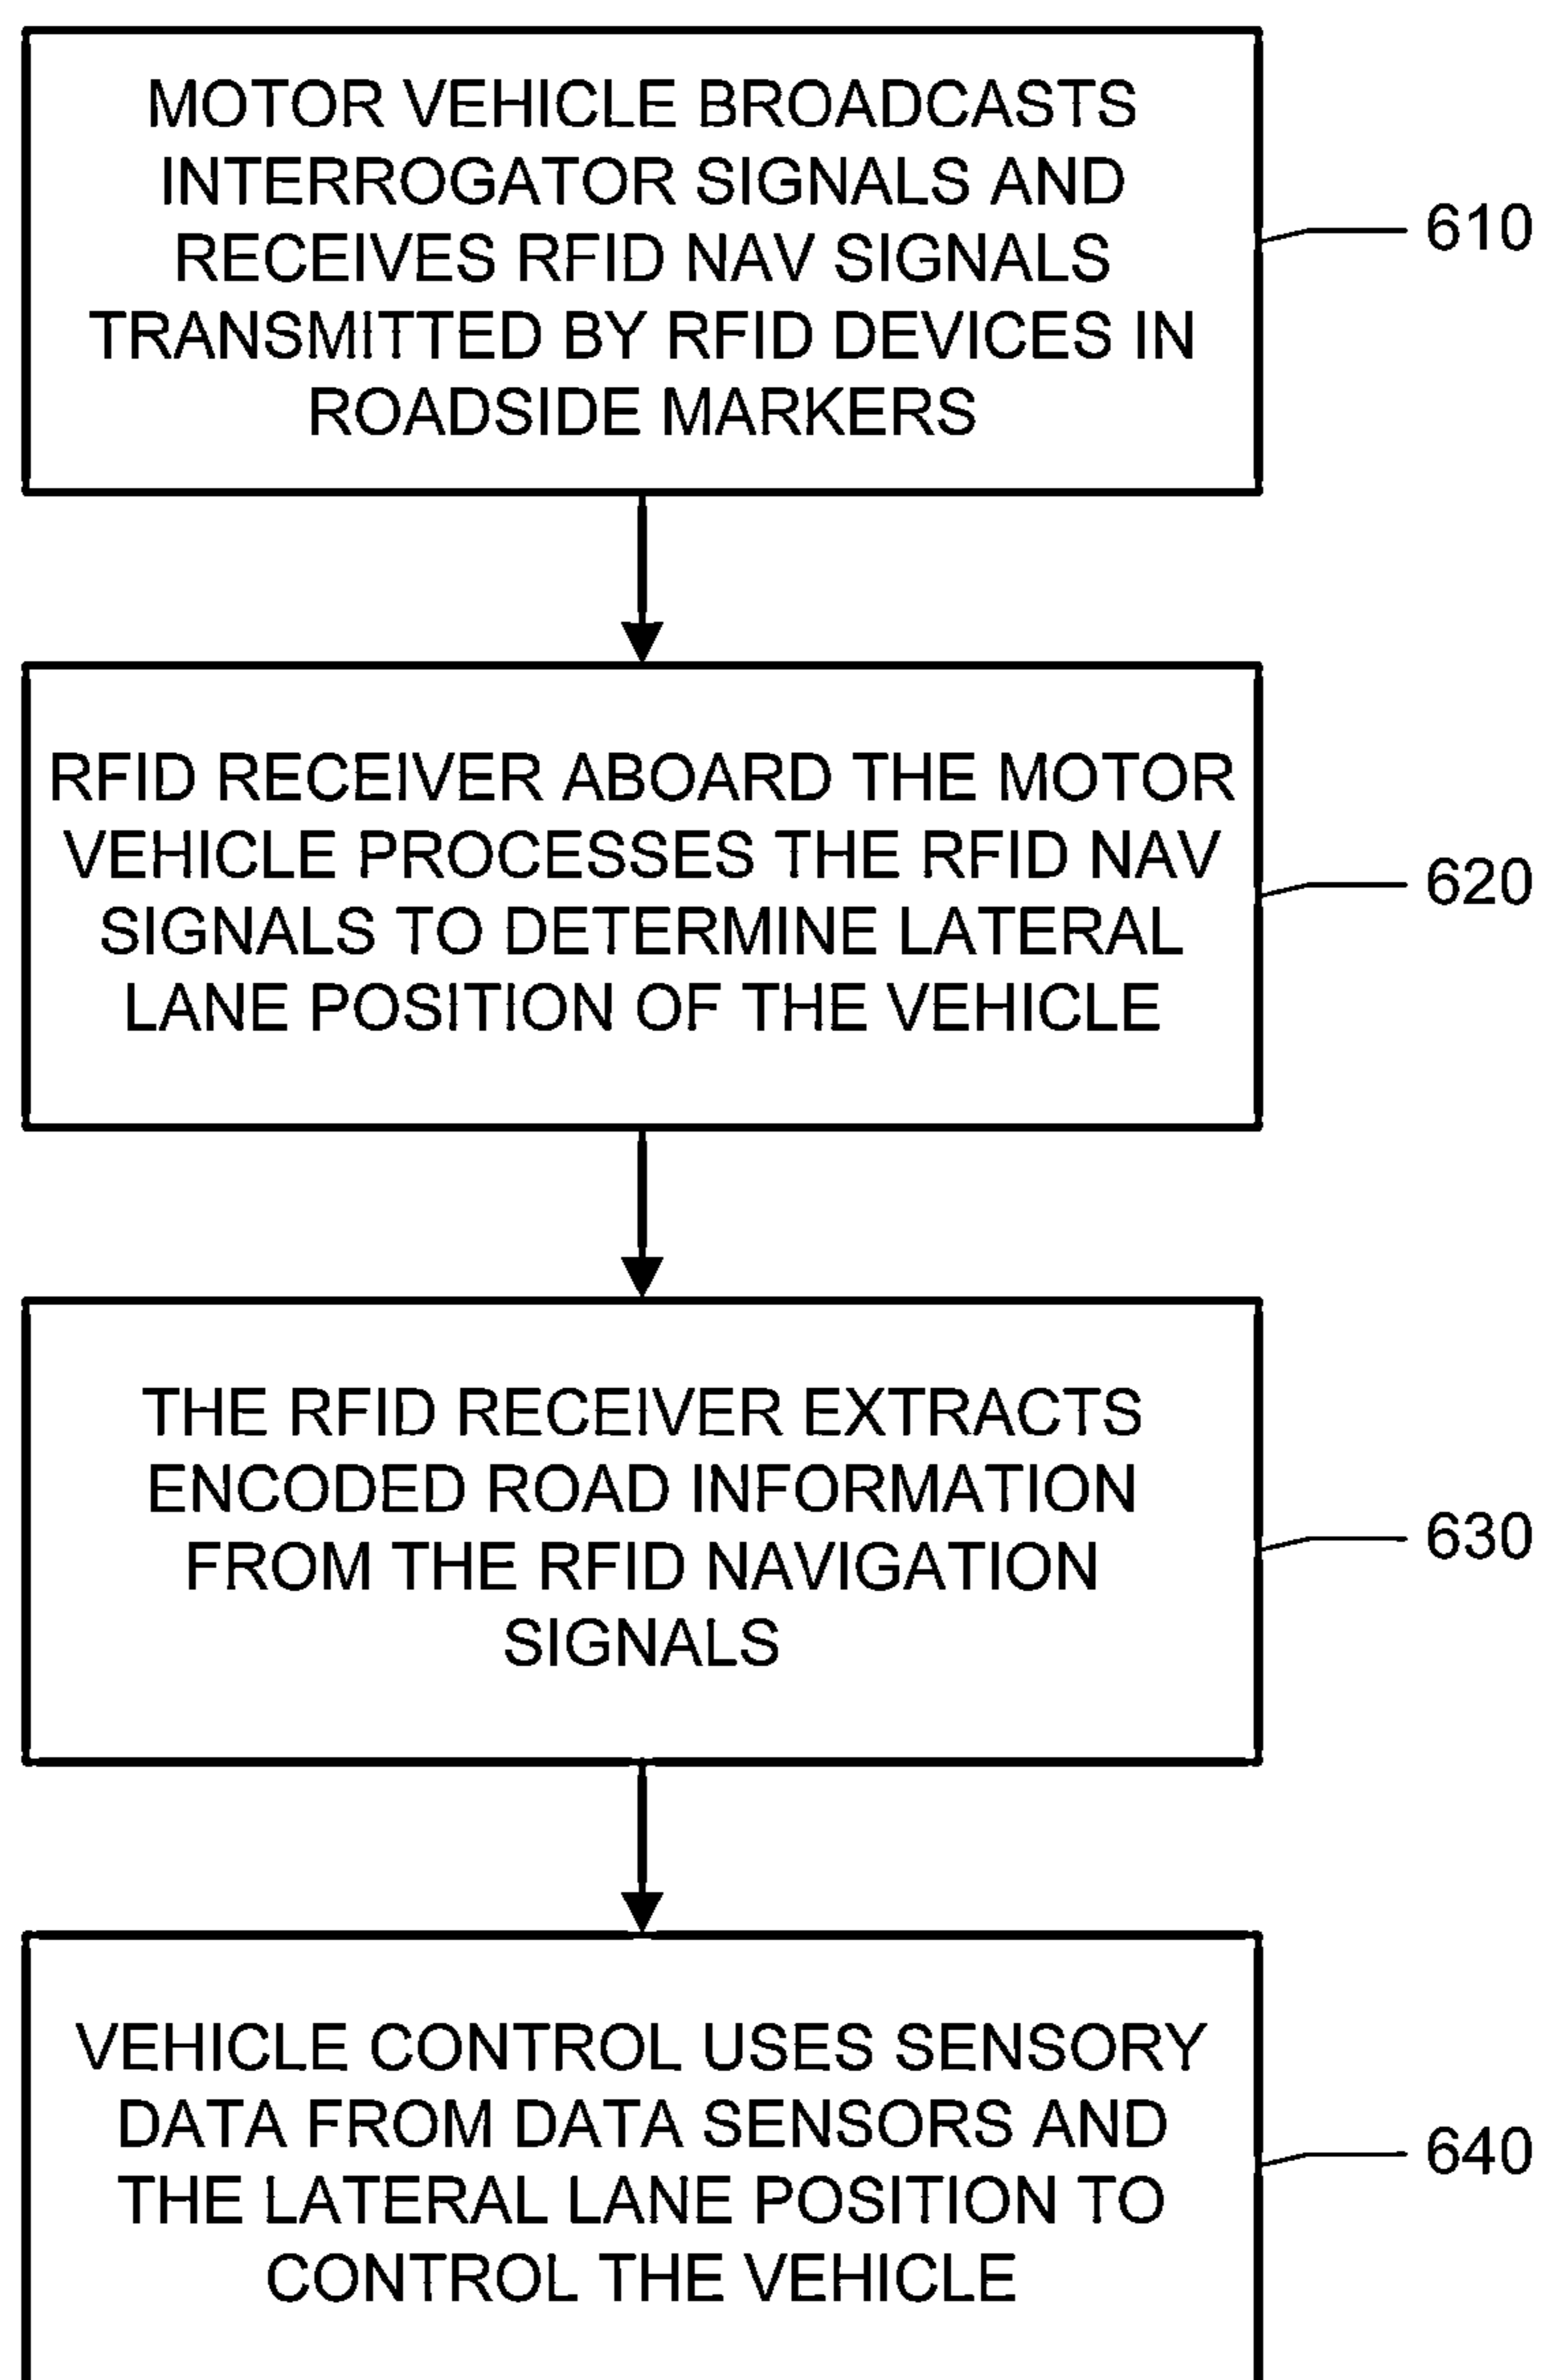 MOTOR VEHICLE BROADCASTS
INTERROGATOR SIGNALS AND
RECEIVES RFID NAV SIGNALS
TRANSMITTED BY RFID DEVICES IN
ROADSIDE MARKERS
610
RFID RECEIVER ABOARD THE MOTOR
VEHICLE PROCESSES THE RFID NAV
SIGNALS TO DETERMINE LATERAL
LANE POSITION OF THE VEHICLE
620
THE RFID RECEIVER EXTRACTS
ENCODED ROAD INFORMATION
FROM THE RFID NAVIGATION
SIGNALS
630
VEHICLE CONTROL USES SENSORY
DATA FROM DATA SENSORS AND
THE LATERAL LANE POSITION TO
CONTROL THE VEHICLE
640